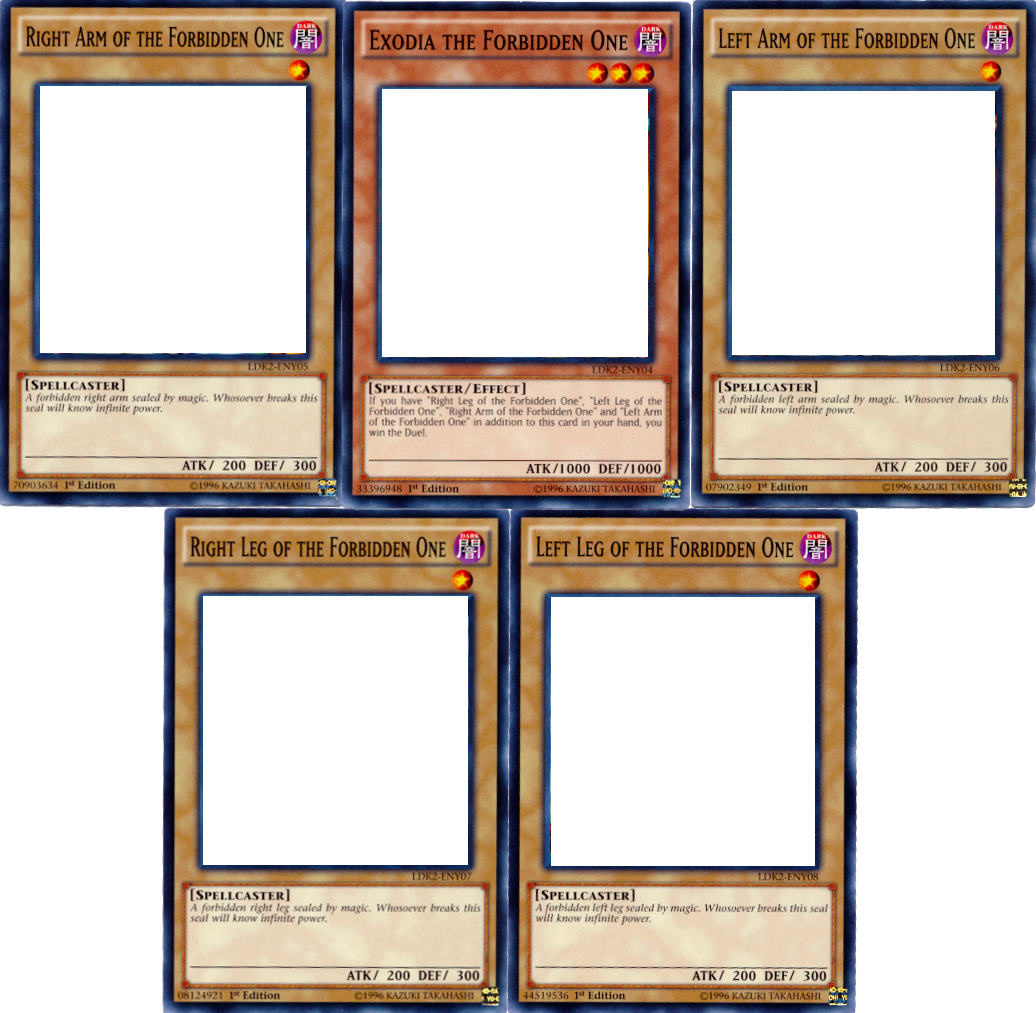 Right Arm of the Forbidden One
DARK
闇
LDK2-ENY05
[Spellcaster]
A forbidden right arm sealed by magic. Whosoever breaks this
seal will know infinite power.
ATK/ 200 DEF/ 300
70903634 1st Edition ©1996 KAZUKI TAKAHASHI
Exodia the Forbidden One
DARK
闇
LDK2-ENY04
[Spellcaster/Effect]
If you have "Right Leg of the Forbidden One", "Left Leg of the
Forbidden One", "Right Arm of the Forbidden One" and "Left Arm
of the Forbidden One" in addition to this card in your hand, you
win the Duel.
ATK/1000 DEF/1000
33396948 1st Edition ©1996 KAZUKI TAKAHASHI
Left Arm of the Forbidden One
DARK
闇
LDK2-ENY06
[Spellcaster]
A forbidden left arm sealed by magic. Whosoever breaks this
seal will know infinite power.
ATK/ 200 DEF/ 300
07902349 1st Edition ©1996 KAZUKI TAKAHASHI
Right Leg of the Forbidden One
DARK
闇
LDK2-ENY07
[Spellcaster]
A forbidden right leg sealed by magic. Whosoever breaks this
seal will know infinite power.
ATK/ 200 DEF/ 300
08124921 1st Edition ©1996 KAZUKI TAKAHASHI
Left Leg of the Forbidden One
DARK
闇
LDK2-ENY08
[Spellcaster]
A forbidden left leg sealed by magic. Whosoever breaks this seal
will know infinite power.
ATK/ 200 DEF/ 300
44519536 1st Edition ©1996 KAZUKI TAKAHASHI